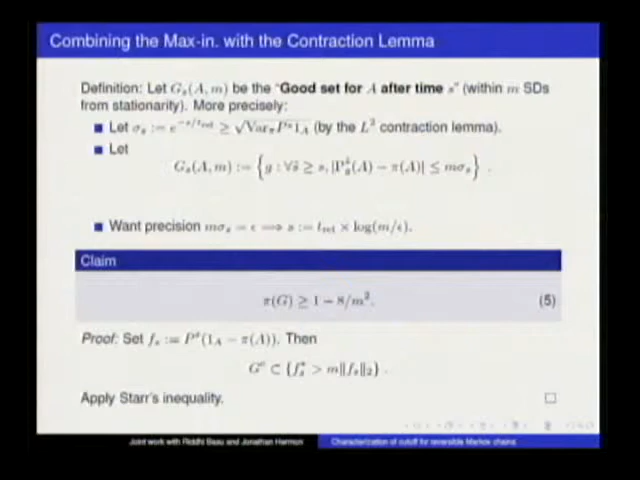 Combining the Max-in. with the Contraction Lemma
Definition: Let G_s(A, m) be the "Good set for A after time s" (within m SDs
from stationarity). More precisely:
Let σ_s := e^{-s/t_rel} ≥ √Var_π P^s 1_A (by the L² contraction lemma).
Let
G_s(A, m) := { g : ∀ŝ ≥ s, |P_g^ŝ(A) − π(A)| ≤ mσ_s } .
Want precision mσ_s = ε ⟹ s := t_rel × log(m/ε).
Claim
π(G) ≥ 1 − 8/m². (5)
Proof: Set f_s := P^s(1_A − π(A)). Then
G^c ⊂ {f_s^* > m‖f_s‖_2} .
Apply Starr's inequality. □
Joint work with Riddhi Basu and Jonathan Hermon Characterization of cutoff for reversible Markov chains